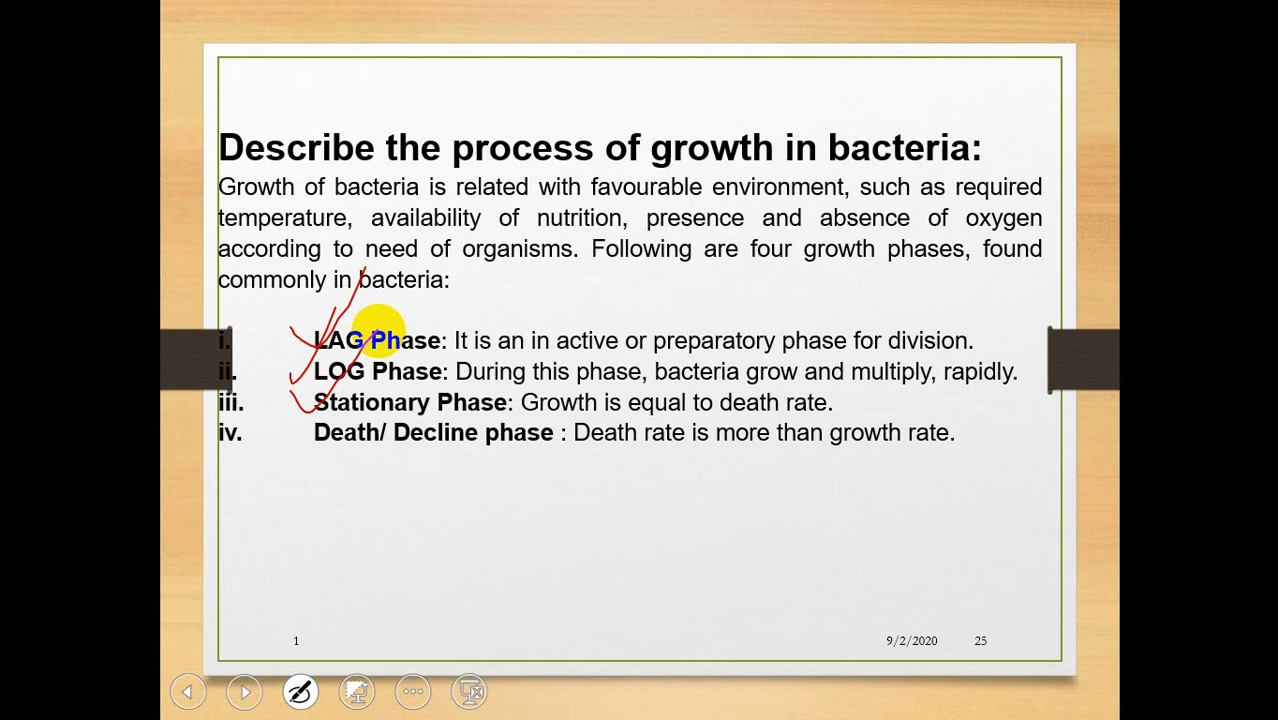 Describe the process of growth in bacteria:
Growth of bacteria is related with favourable environment, such as required
temperature, availability of nutrition, presence and absence of oxygen
according to need of organisms. Following are four growth phases, found
commonly in bacteria:
i. LAG Phase: It is an in active or preparatory phase for division.
ii. LOG Phase: During this phase, bacteria grow and multiply, rapidly.
iii. Stationary Phase: Growth is equal to death rate.
iv. Death/ Decline phase : Death rate is more than growth rate.
1 9/2/2020 25